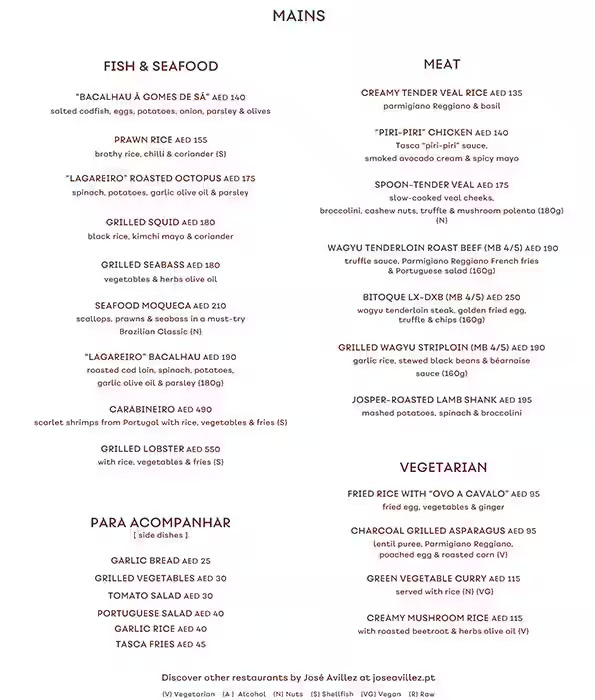 MAINS
FISH & SEAFOOD
"BACALHAU À GOMES DE SÁ" AED 140
salted codfish, eggs, potatoes, onion, parsley & olives
PRAWN RICE AED 155
brothy rice, chilli & coriander (S)
"LAGAREIRO" ROASTED OCTOPUS AED 175
spinach, potatoes, garlic olive oil & parsley
GRILLED SQUID AED 180
black rice, kimchi mayo & coriander
GRILLED SEABASS AED 180
vegetables & herbs olive oil
SEAFOOD MOQUECA AED 210
scallops, prawns & seabass in a must-try
Brazilian Classic (N)
"LAGAREIRO" BACALHAU AED 190
roasted cod loin, spinach, potatoes,
garlic olive oil & parsley (180g)
CARABINEIRO AED 490
scarlet shrimps from Portugal with rice, vegetables & fries (S)
GRILLED LOBSTER AED 550
with rice, vegetables & fries (S)
PARA ACOMPANHAR
[ side dishes ]
GARLIC BREAD AED 25
GRILLED VEGETABLES AED 30
TOMATO SALAD AED 30
PORTUGUESE SALAD AED 40
GARLIC RICE AED 40
TASCA FRIES AED 45
MEAT
CREAMY TENDER VEAL RICE AED 135
parmigiano Reggiano & basil
"PIRI-PIRI" CHICKEN AED 140
Tasca "piri-piri" sauce,
smoked avocado cream & spicy mayo
SPOON-TENDER VEAL AED 175
slow-cooked veal cheeks,
broccolini, cashew nuts, truffle & mushroom polenta (180g)
(N)
WAGYU TENDERLOIN ROAST BEEF (MB 4/5) AED 190
truffle sauce, Parmigiano Reggiano French fries
& Portuguese salad (160g)
BITOQUE LX-DXB (MB 4/5) AED 250
wagyu tenderloin steak, golden fried egg,
truffle & chips (160g)
GRILLED WAGYU STRIPLOIN (MB 4/5) AED 190
garlic rice, stewed black beans & béarnaise
sauce (160g)
JOSPER-ROASTED LAMB SHANK AED 195
mashed potatoes, spinach & broccolini
VEGETARIAN
FRIED RICE WITH "OVO A CAVALO" AED 95
fried egg, vegetables & ginger
CHARCOAL GRILLED ASPARAGUS AED 95
lentil puree, Parmigiano Reggiano,
poached egg & roasted corn (V)
GREEN VEGETABLE CURRY AED 115
served with rice (N) (VG)
CREAMY MUSHROOM RICE AED 115
with roasted beetroot & herbs olive oil (V)
Discover other restaurants by José Avillez at joseavillez.pt
(V) Vegetarian (A ) Alcohol (N) Nuts (S) Shellfish (VG) Vegan (R) Raw